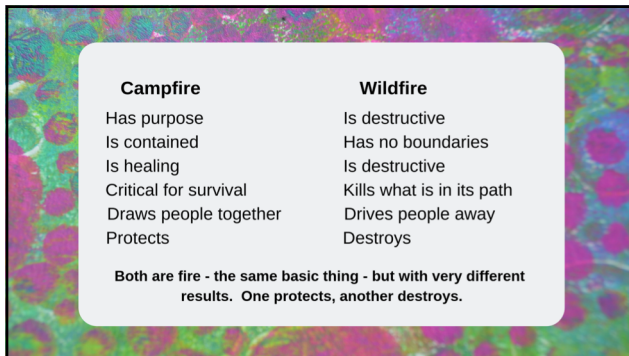 Campfire Wildfire
Has purpose Is destructive
Is contained Has no boundaries
Is healing Is destructive
Critical for survival Kills what is in its path
Draws people together Drives people away
Protects Destroys
Both are fire - the same basic thing - but with very different
results.  One protects, another destroys.